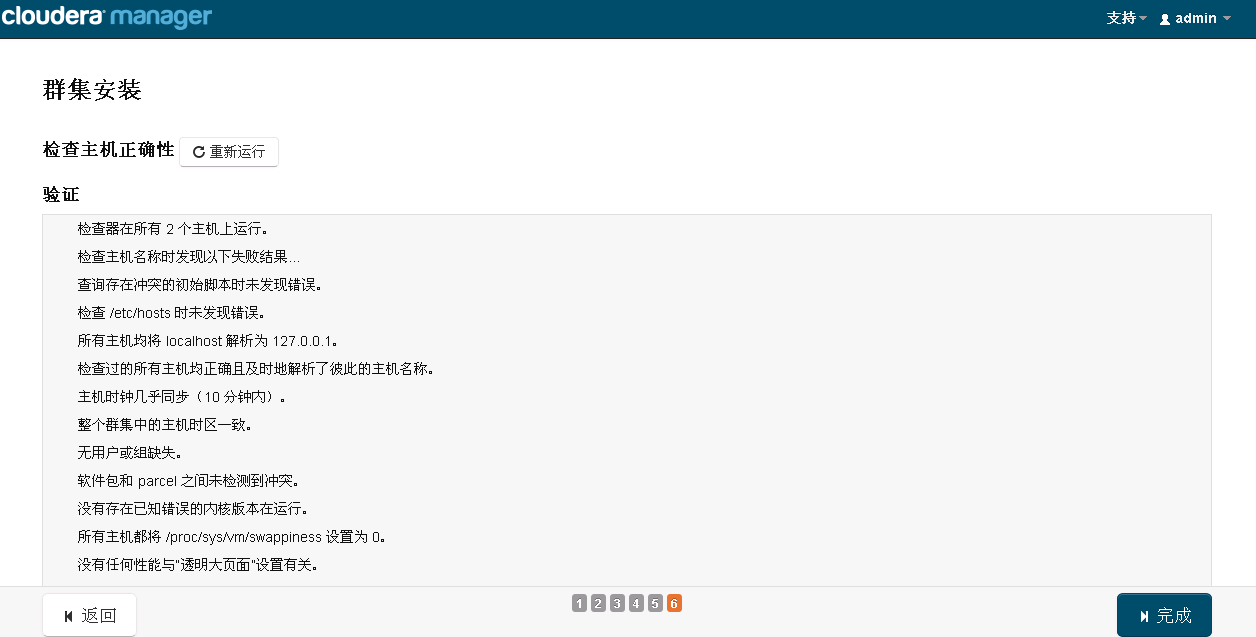 cloudera manager
支持 admin
群集安装
检查主机正确性 重新运行
验证
检查器在所有 2 个主机上运行。
检查主机名称时发现以下失败结果...
查询存在冲突的初始脚本时未发现错误。
检查 /etc/hosts 时未发现错误。
所有主机均将 localhost 解析为 127.0.0.1。
检查过的所有主机均正确且及时地解析了彼此的主机名称。
主机时钟几乎同步（10 分钟内）。
整个群集中的主机时区一致。
无用户或组缺失。
软件包和 parcel 之间未检测到冲突。
没有存在已知错误的内核版本在运行。
所有主机都将 /proc/sys/vm/swappiness 设置为 0。
没有任何性能与“透明大页面”设置有关。
返回 1 2 3 4 5 6 完成